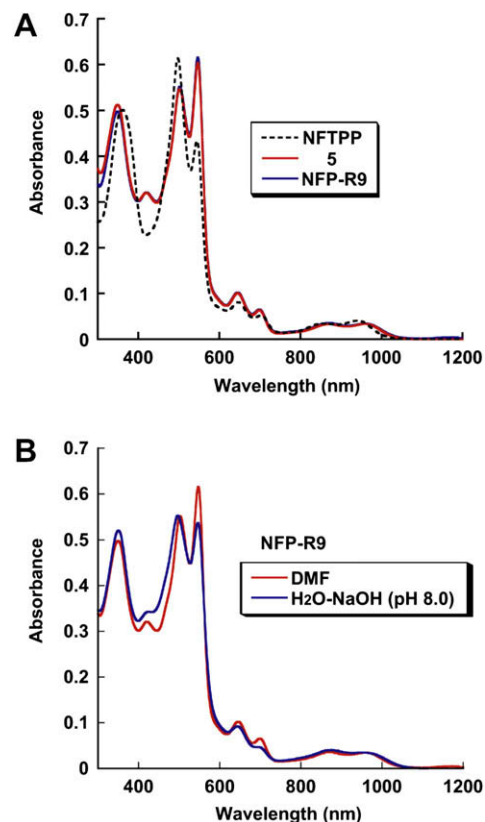 A
0.7
0.6
0.5
0.4
0.3
0.2
0.1
0
Absorbance
NFTPP
5
NFP-R9
400 600 800 1000 1200
Wavelength (nm)
B
0.7
0.6
0.5
0.4
0.3
0.2
0.1
0
Absorbance
NFP-R9
DMF
H2O-NaOH (pH 8.0)
400 600 800 1000 1200
Wavelength (nm)